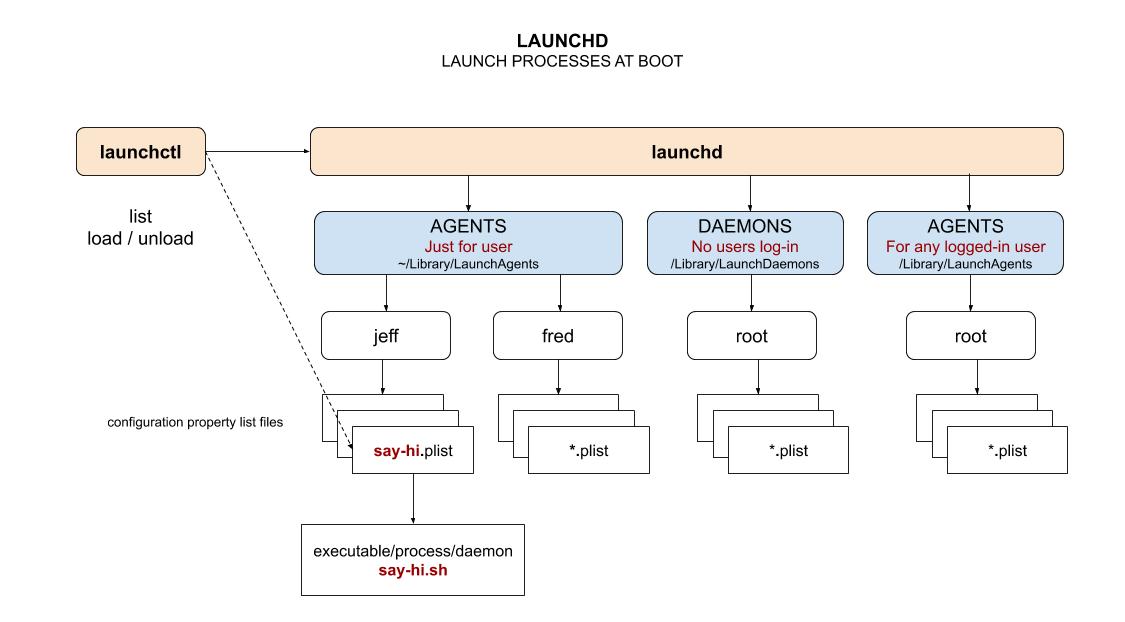 LAUNCHD
LAUNCH PROCESSES AT BOOT
launchctl
launchd
list
load / unload
AGENTS
Just for user
~/Library/LaunchAgents
DAEMONS
No users log-in
/Library/LaunchDaemons
AGENTS
For any logged-in user
/Library/LaunchAgents
jeff
fred
root
root
configuration property list files
say-hi.plist
*.plist
*.plist
*.plist
executable/process/daemon
say-hi.sh